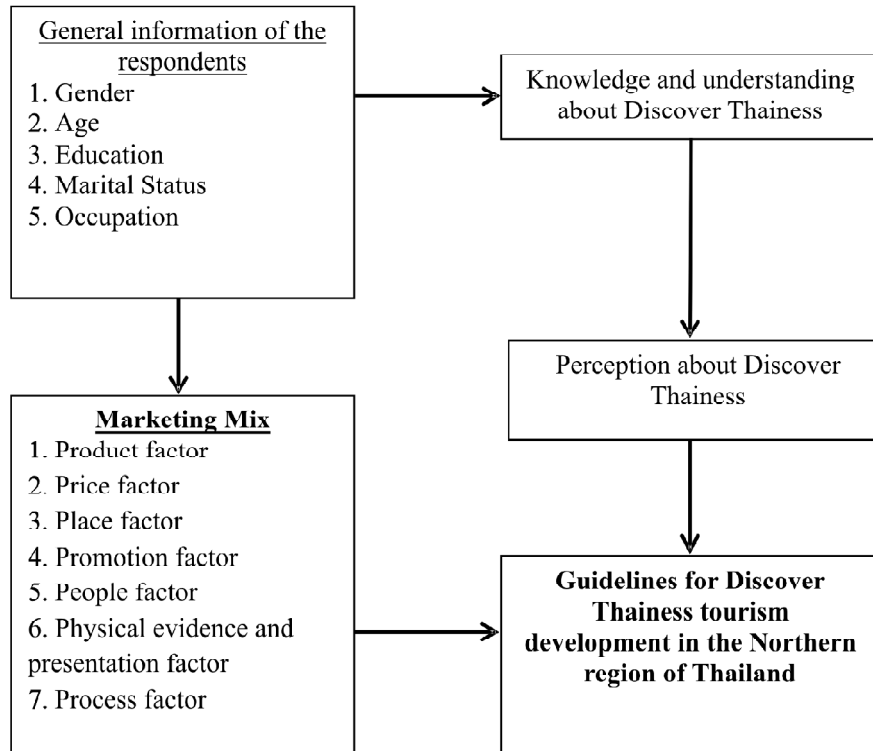 General information of the
respondents
1. Gender
2. Age
3. Education
4. Marital Status
5. Occupation
Knowledge and understanding
about Discover Thainess
Perception about Discover
Thainess
Marketing Mix
1. Product factor
2. Price factor
3. Place factor
4. Promotion factor
5. People factor
6. Physical evidence and
presentation factor
7. Process factor
Guidelines for Discover
Thainess tourism
development in the Northern
region of Thailand